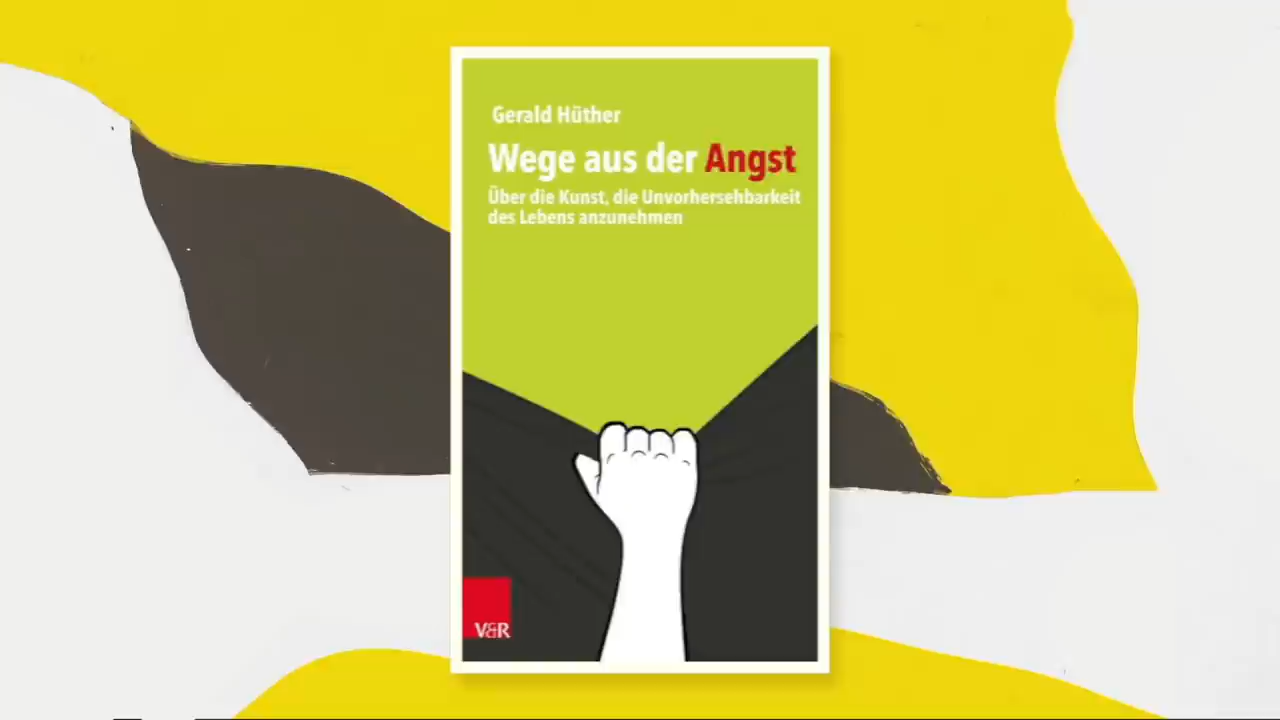 Gerald Hüther
Wege aus der Angst
Über die Kunst, die Unvorhersehbarkeit
des Lebens anzunehmen
V&R